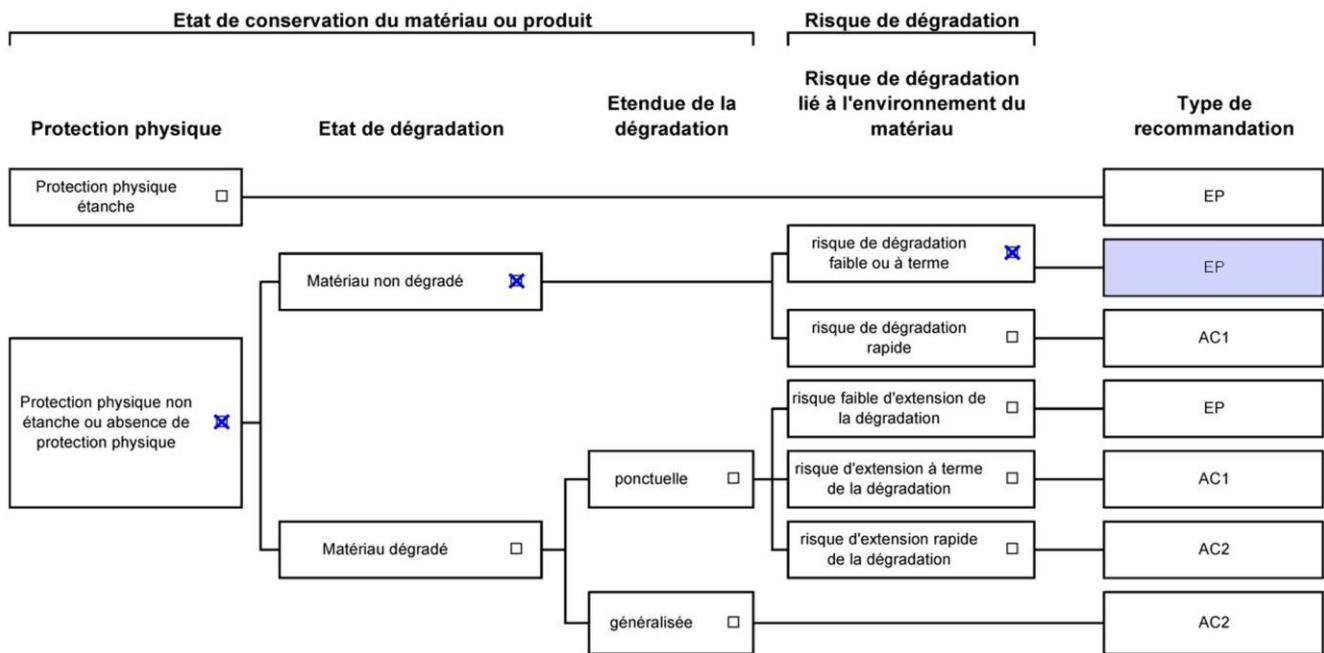 Etat de conservation du matériau ou produit
Risque de dégradation
Protection physique
Etat de dégradation
Etendue de la
dégradation
Risque de dégradation
lié à l'environnement du
matériau
Type de
recommandation
Protection physique
étanche
EP
risque de dégradation
faible ou à terme
EP
Matériau non dégradé
risque de dégradation
rapide
AC1
Protection physique non
étanche ou absence de
protection physique
risque faible d'extension de
la dégradation
EP
ponctuelle
risque d'extension à terme
de la dégradation
AC1
Matériau dégradé
risque d'extension rapide
de la dégradation
AC2
généralisée
AC2